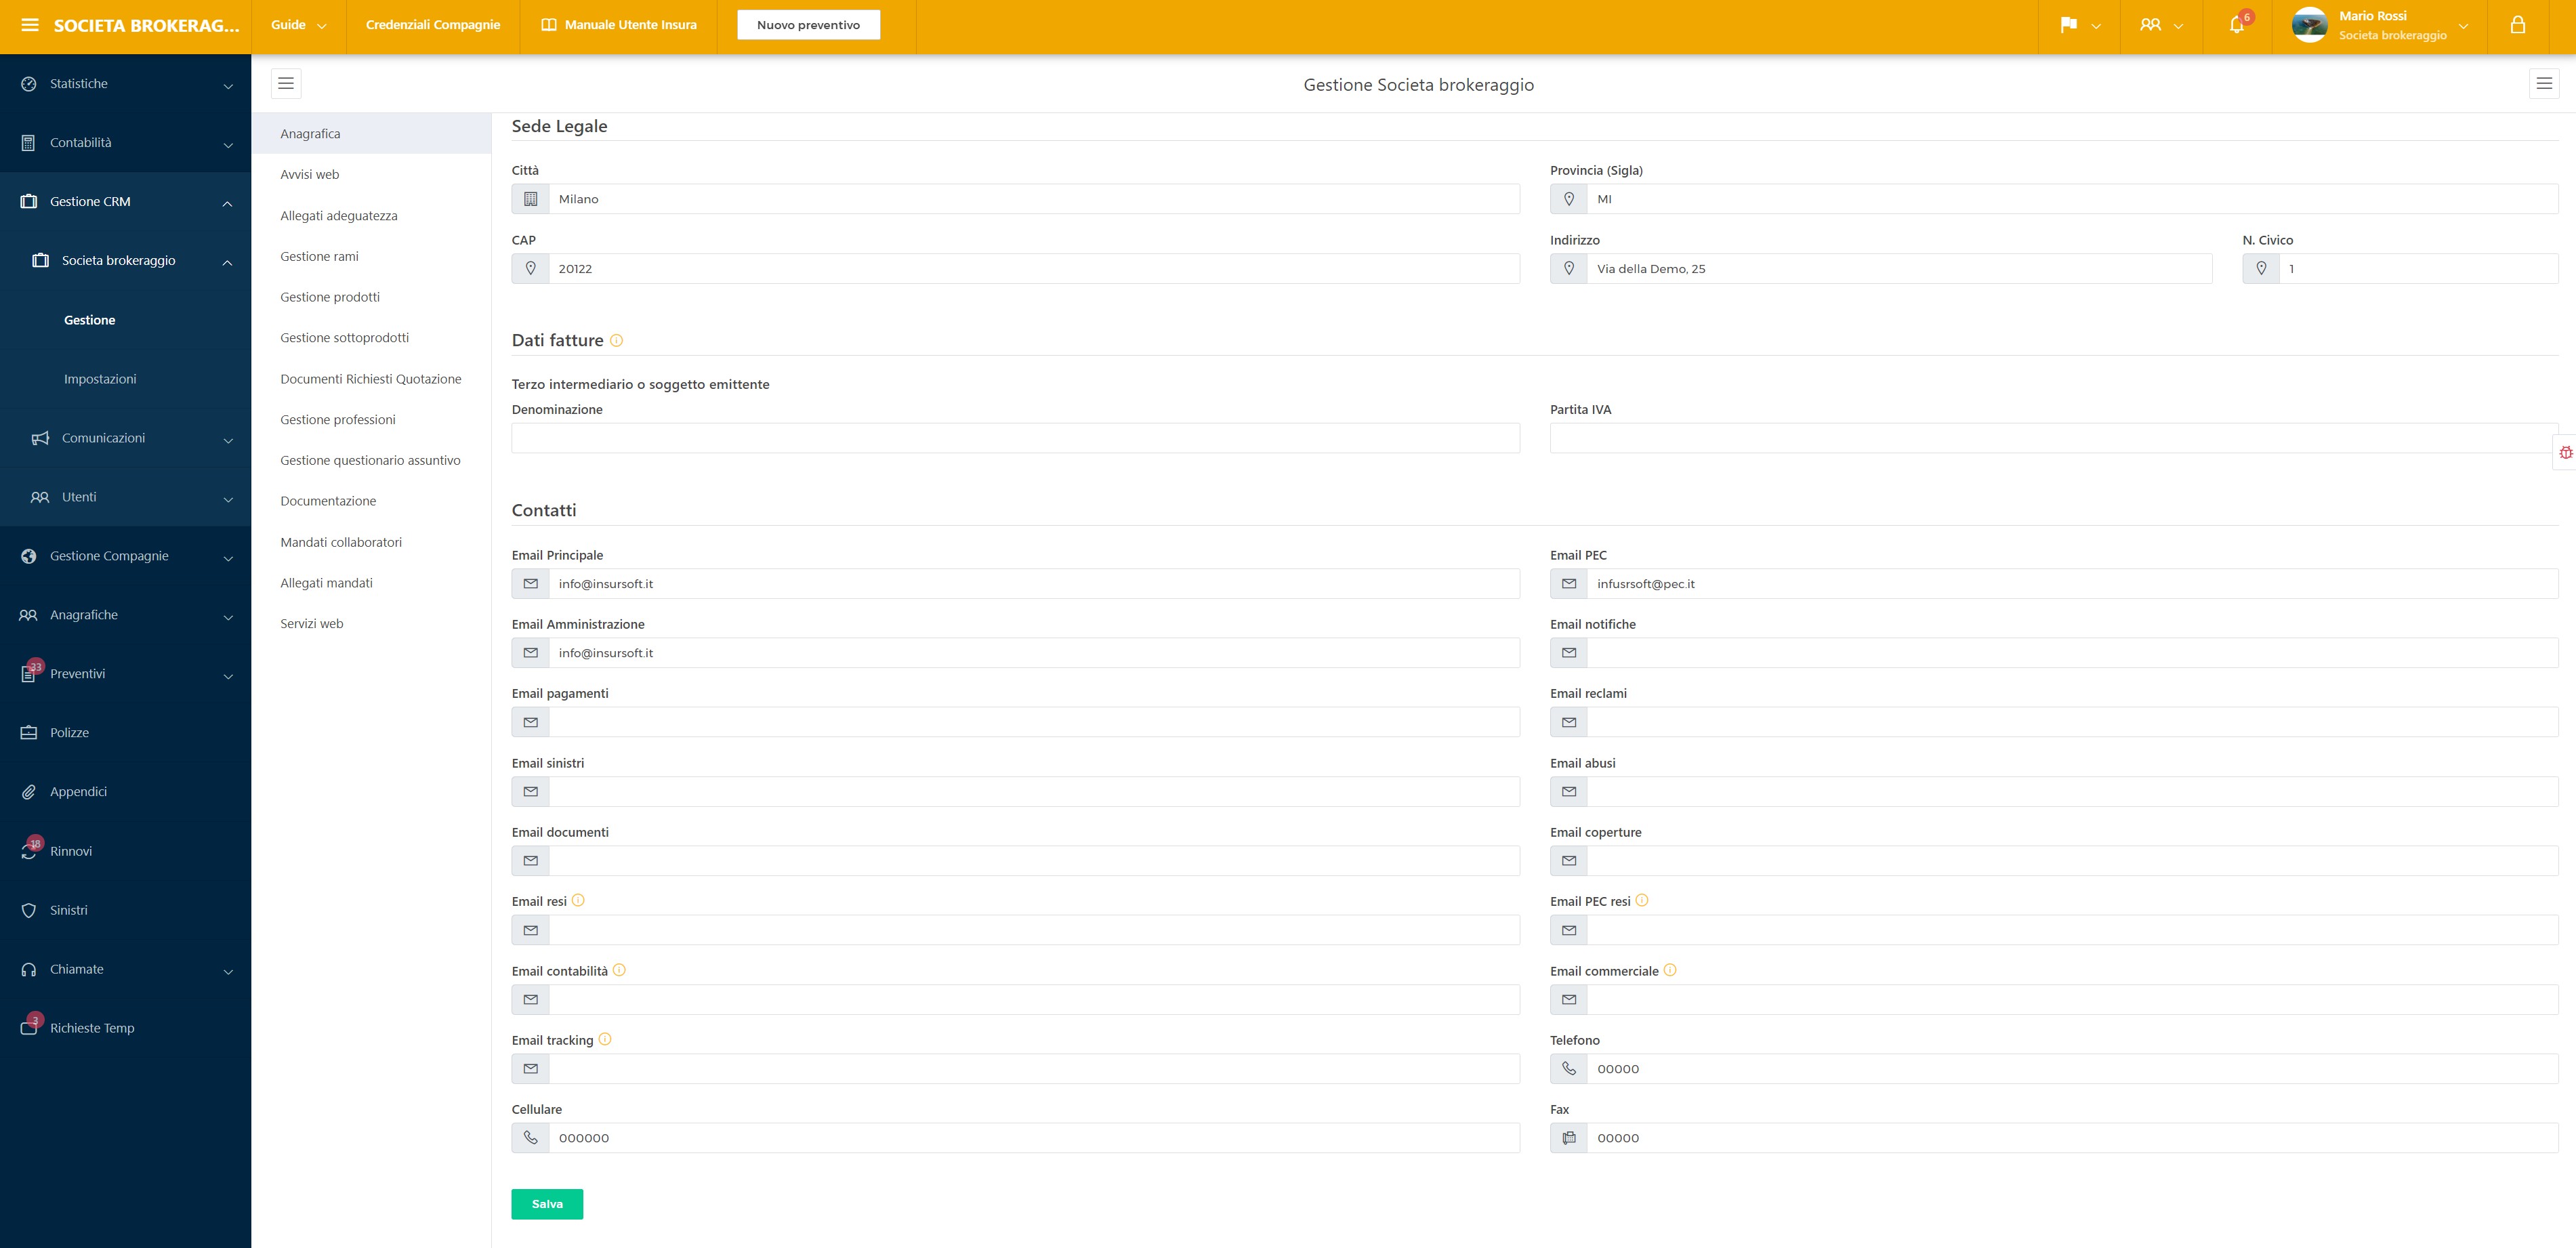 SOCIETA BROKERAG...
Guide
Credenziali Compagnie
Manuale Utente Insura
Nuovo preventivo
6
Mario Rossi
Societa brokeraggio
Statistiche
Contabilità
Gestione CRM
Societa brokeraggio
Gestione
Impostazioni
Comunicazioni
Utenti
Gestione Compagnie
Anagrafiche
33
Preventivi
Polizze
Appendici
18
Rinnovi
Sinistri
Chiamate
3
Richieste Temp
Gestione Societa brokeraggio
Anagrafica
Avvisi web
Allegati adeguatezza
Gestione rami
Gestione prodotti
Gestione sottoprodotti
Documenti Richiesti Quotazione
Gestione professioni
Gestione questionario assuntivo
Documentazione
Mandati collaboratori
Allegati mandati
Servizi web
Sede Legale
Città
Provincia (Sigla)
Milano
MI
CAP
Indirizzo
N. Civico
20122
Via della Demo, 25
1
Dati fatture
Terzo intermediario o soggetto emittente
Denominazione
Partita IVA
Contatti
Email Principale
Email PEC
info@insursoft.it
infusrsoft@pec.it
Email Amministrazione
Email notifiche
info@insursoft.it
Email pagamenti
Email reclami
Email sinistri
Email abusi
Email documenti
Email coperture
Email resi
Email PEC resi
Email contabilità
Email commerciale
Email tracking
Telefono
00000
Cellulare
Fax
000000
00000
Salva